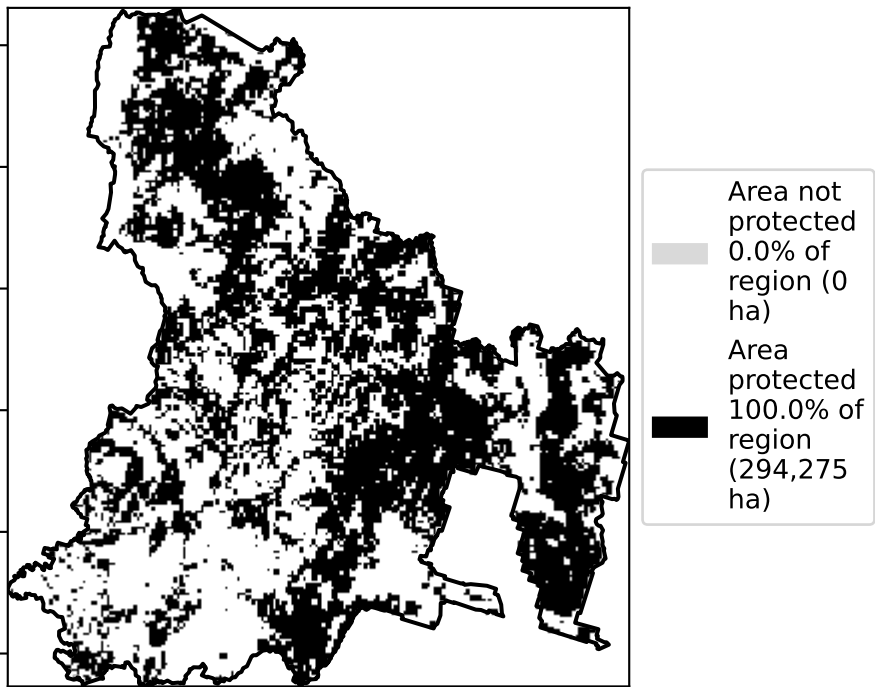 Area not
protected
0.0% of
region (0
ha)
Area
protected
100.0% of
region
(294,275
ha)